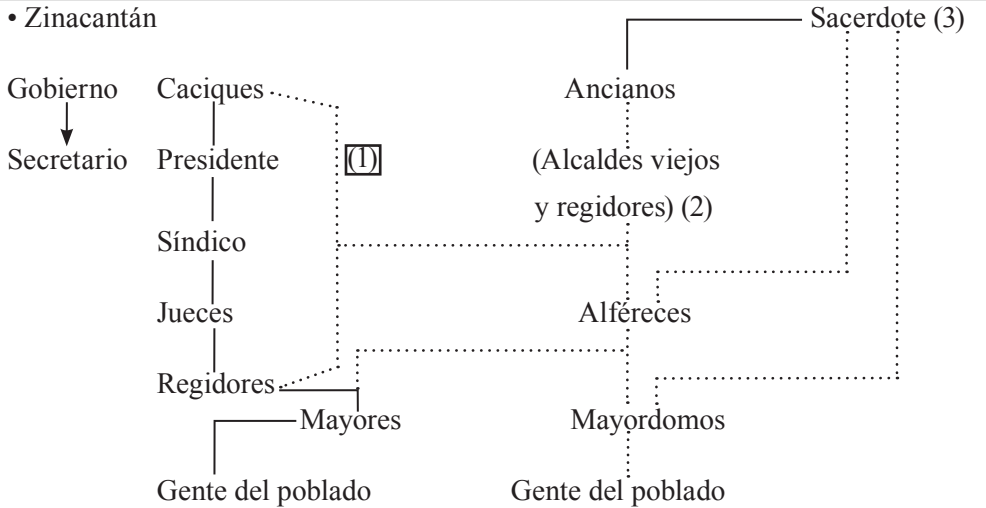 • Zinacantán
Sacerdote (3)
Gobierno Caciques Ancianos
Secretario Presidente (1) (Alcaldes viejos
y regidores) (2)
Síndico
Jueces Alféreces
Regidores
Mayores Mayordomos
Gente del poblado Gente del poblado